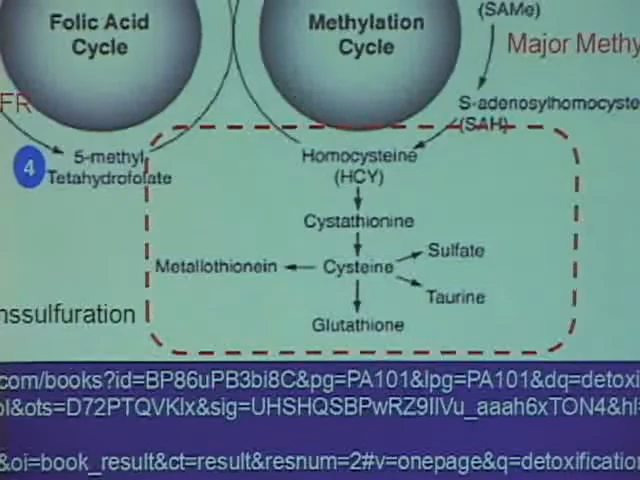 Folic Acid
Cycle
Methylation
Cycle
(SAMe)
Major Methy
FR
S-adenosylhomocyste
(SAH)
4
5-methyl
Tetahydrofolate
Homocysteine
(HCY)
Cystathionine
Metallothionein
Cysteine
Sulfate
Taurine
Glutathione
nssulfuration
com/books?id=BP86uPB3bi8C&pg=PA101&lpg=PA101&dq=detoxi
ol&ots=D72PTQVKlx&sig=UHSHQSBPwRZ9IIVu_aaah6xTON4&hl=
&oi=book_result&ct=result&resnum=2#v=onepage&q=detoxification